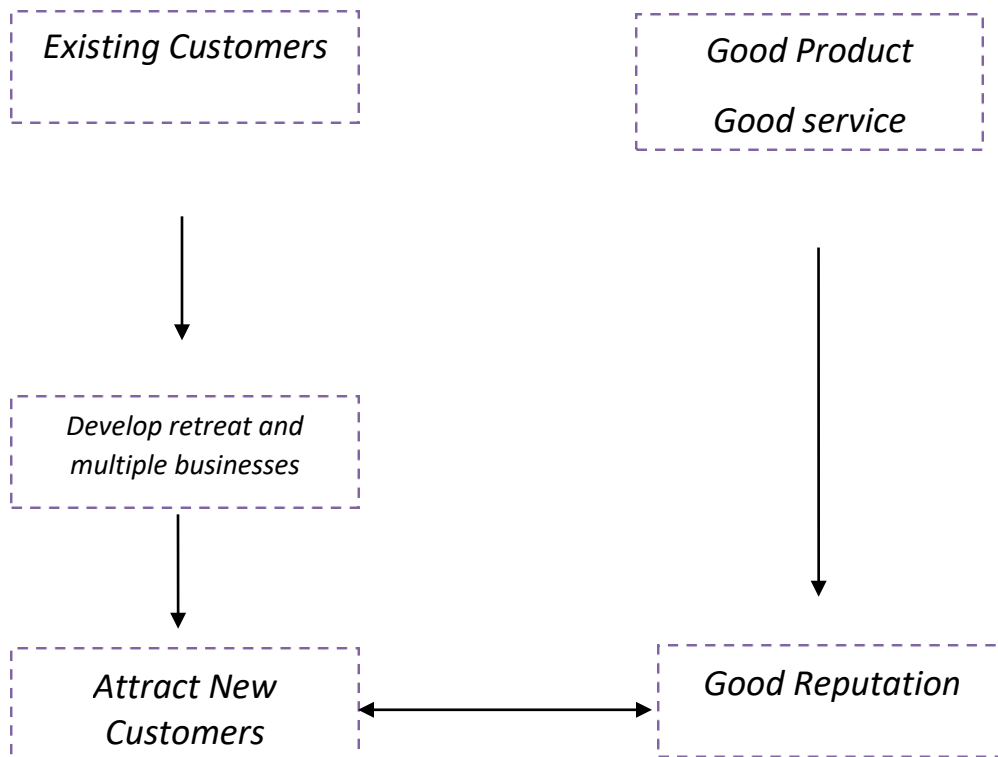 Existing Customers
Good Product
Good service
Develop retreat and
multiple businesses
Attract New
Customers
Good Reputation